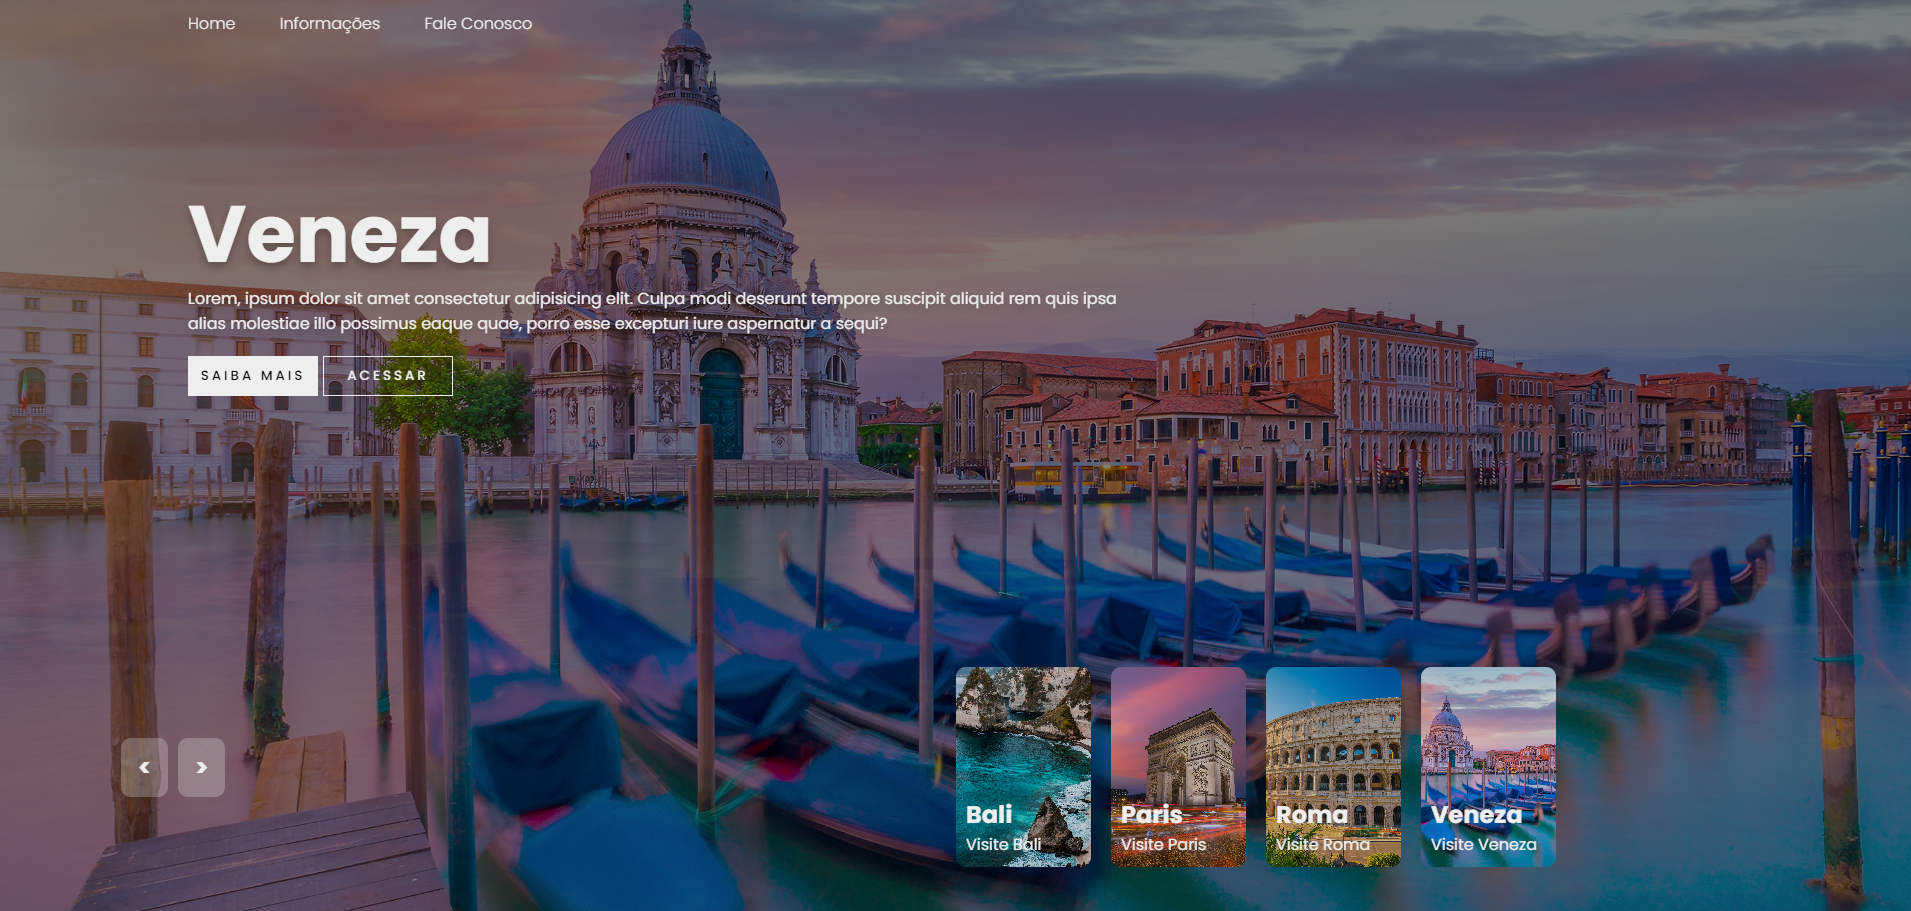 Home Informações Fale Conosco
Veneza
Lorem, ipsum dolor sit amet consectetur adipisicing elit. Culpa modi deserunt tempore suscipit aliquid rem quis ipsa
alias molestiae illo possimus eaque quae, porro esse excepturi iure aspernatur a sequi?
SAIBA MAIS ACESSAR
< >
Bali Paris Roma Veneza
Visite Bali Visite Paris Visite Roma Visite Veneza